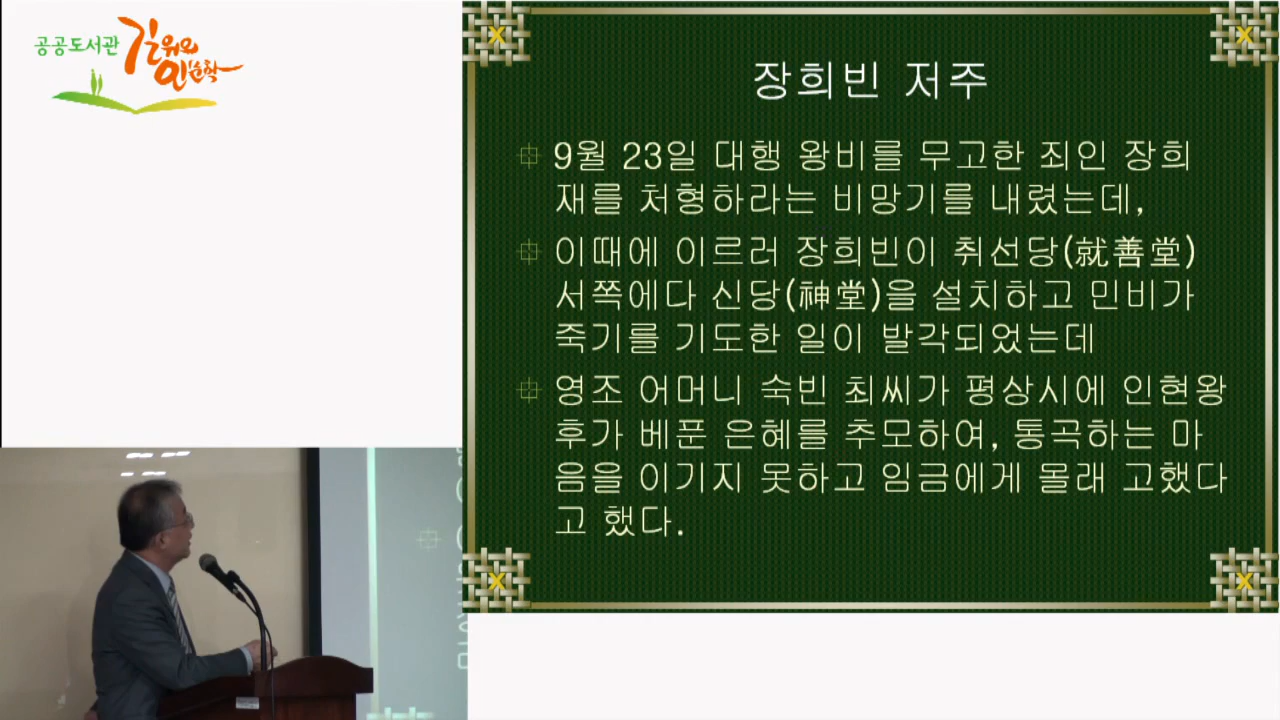 공공도서관 길 위의 인문학
장희빈 저주
9월 23일 대행 왕비를 무고한 죄인 장희
재를 처형하라는 비망기를 내렸는데,
이때에 이르러 장희빈이 취선당(就善堂)
서쪽에다 신당(神堂)을 설치하고 민비가
죽기를 기도한 일이 발각되었는데
영조 어머니 숙빈 최씨가 평상시에 인현왕
후가 베푼 은혜를 추모하여, 통곡하는 마
음을 이기지 못하고 임금에게 몰래 고했다
고 했다.